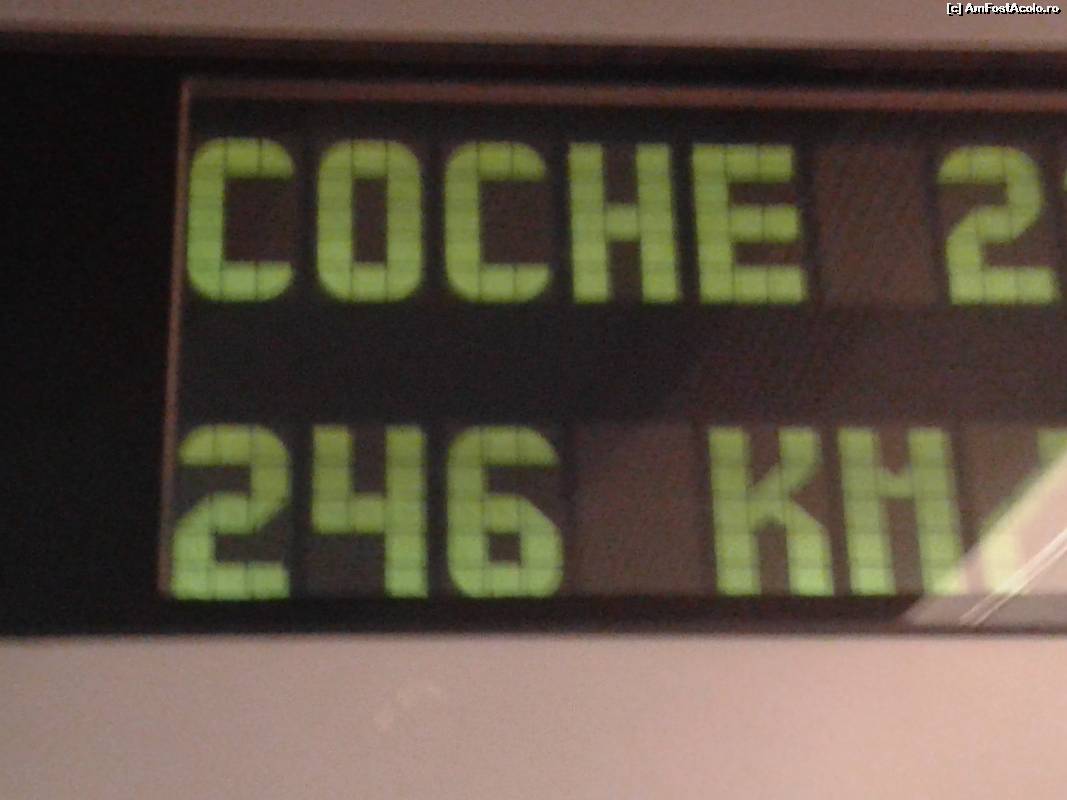 [c] AmFostAcolo.ro
COCHE 2
246 KM